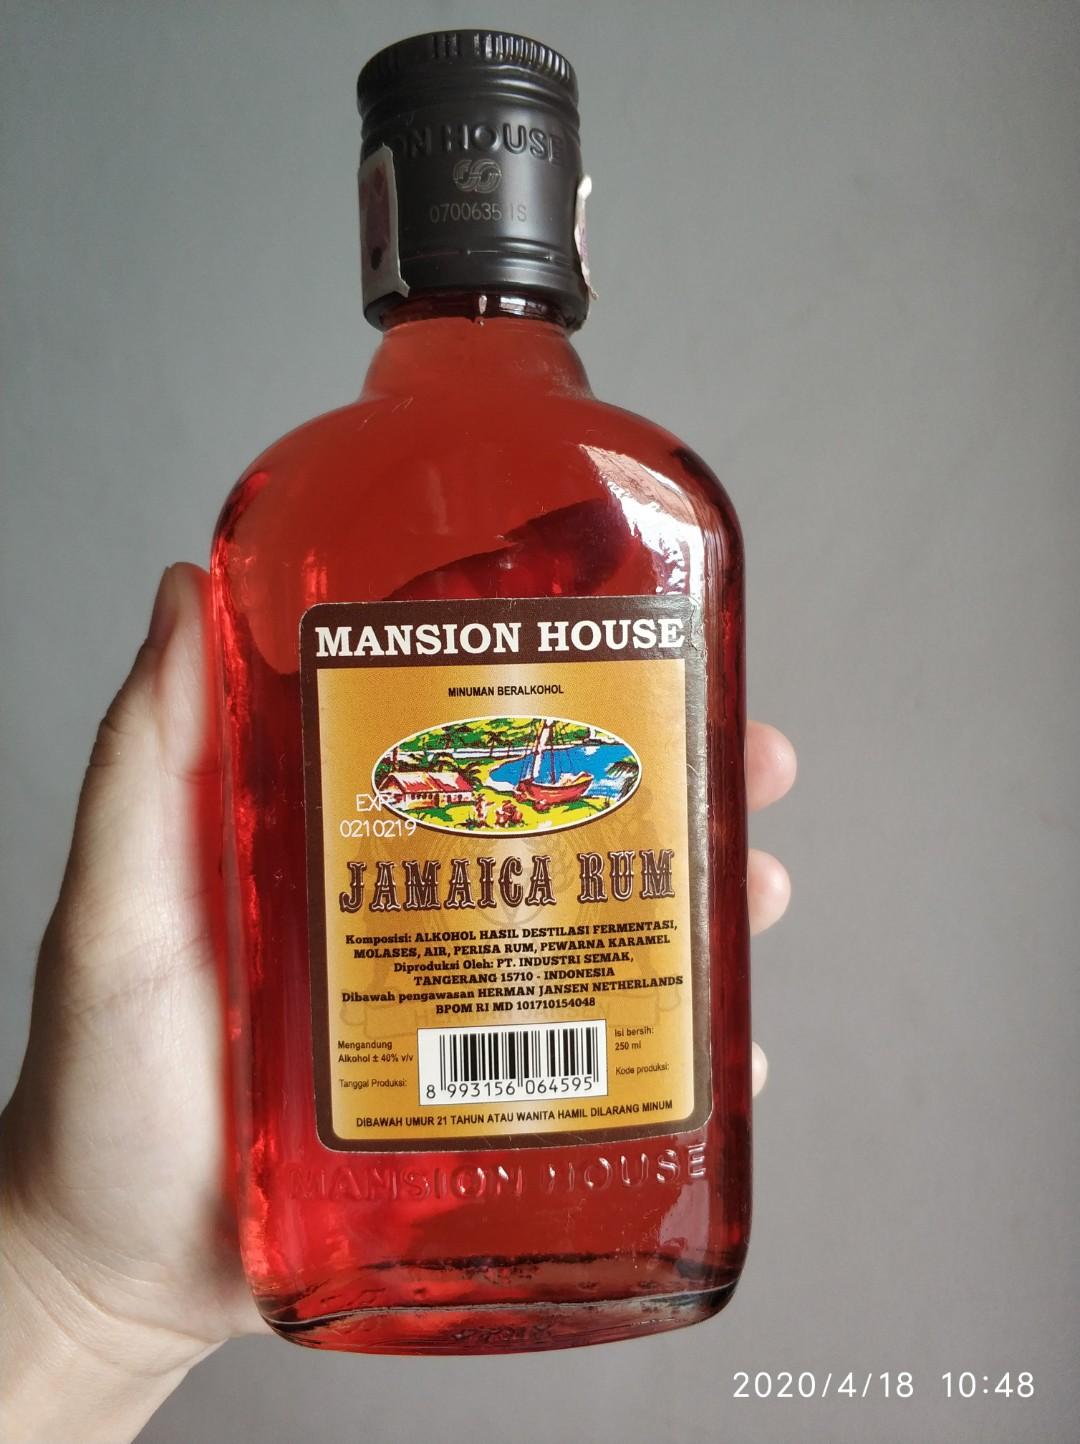 N HOUSE
0700635 IS
MANSION HOUSE
MINUMAN BERALKOHOL
EXP
0210219
JAMAICA RUM
Komposisi: ALKOHOL HASIL DESTILASI FERMENTASI,
MOLASES, AIR, PERISA RUM, PEWARNA KARAMEL
Diproduksi Oleh: PT. INDUSTRI SEMAK,
TANGERANG 15710 - INDONESIA
Dibawah pengawasan HERMAN JANSEN NETHERLANDS
BPOM RI MD 101710154048
Mengandung
Alkohol ± 40% v/v
Tanggal Produksi:
8 993156 064595
Isi bersih:
250 ml
Kode produksi:
DIBAWAH UMUR 21 TAHUN ATAU WANITA HAMIL DILARANG MINUM
MANSION HOUSE
2020/4/18 10:48